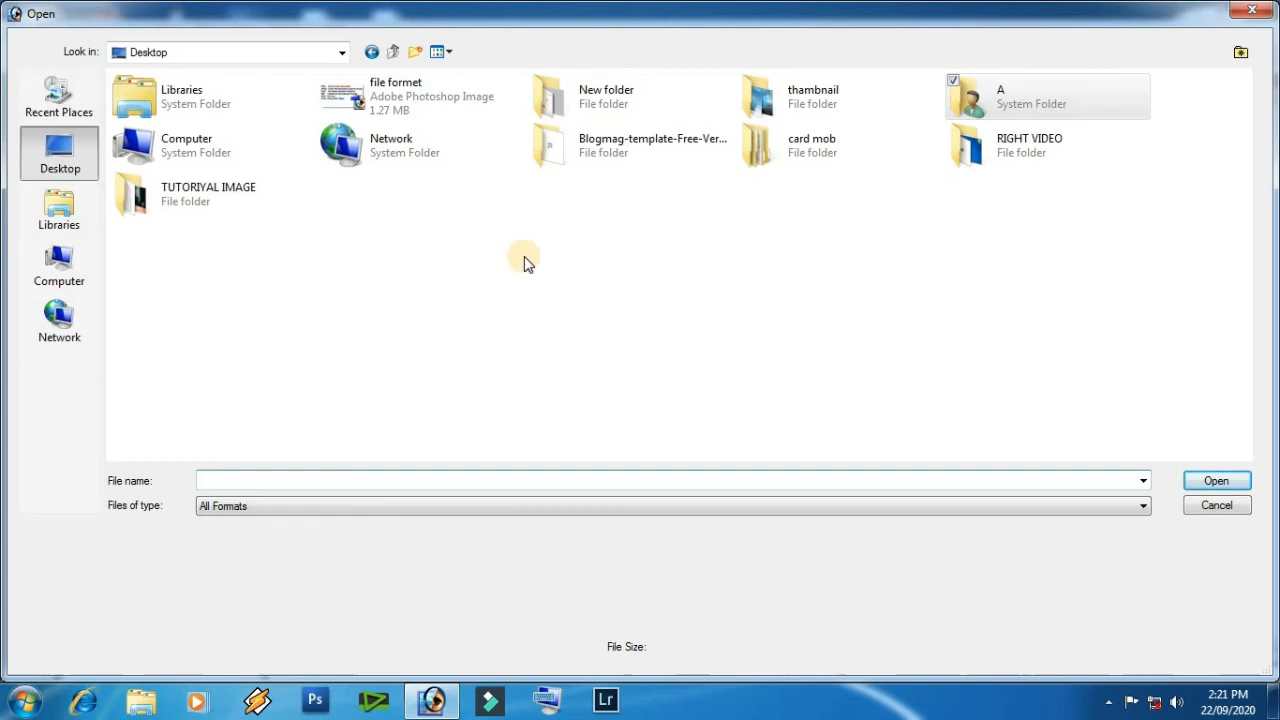 Open
Look in:
Desktop
Recent Places
Desktop
Libraries
Computer
Network
Libraries
System Folder
file formet
Adobe Photoshop Image
1.27 MB
New folder
File folder
thambnail
File folder
A
System Folder
Computer
System Folder
Network
System Folder
Blogmag-template-Free-Ver...
File folder
card mob
File folder
RIGHT VIDEO
File folder
TUTORIYAL IMAGE
File folder
File name:
Open
Files of type:
All Formats
Cancel
File Size:
Ps
Lr
2:21 PM
22/09/2020